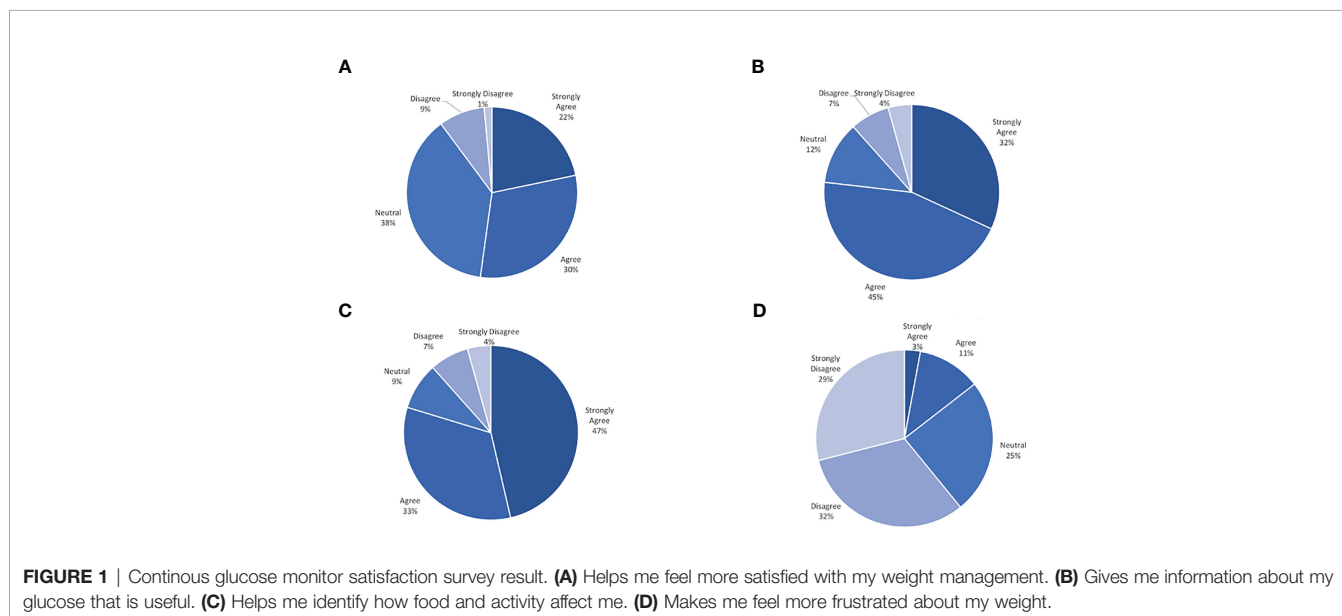 A
Strongly Disagree
1%
Disagree
9%
Strongly
Agree
22%
Neutral
38%
Agree
30%
B
Disagree
7%
Strongly Disagree
4%
Strongly
Agree
32%
Neutral
12%
Agree
45%
C
Disagree
7%
Strongly Disagree
4%
Neutral
9%
Strongly
Agree
47%
Agree
33%
D
Strongly
Agree
3%
Agree
11%
Strongly
Disagree
29%
Neutral
25%
Disagree
32%
FIGURE 1 | Continous glucose monitor satisfaction survey result. (A) Helps me feel more satisfied with my weight management. (B) Gives me information about my
glucose that is useful. (C) Helps me identify how food and activity affect me. (D) Makes me feel more frustrated about my weight.